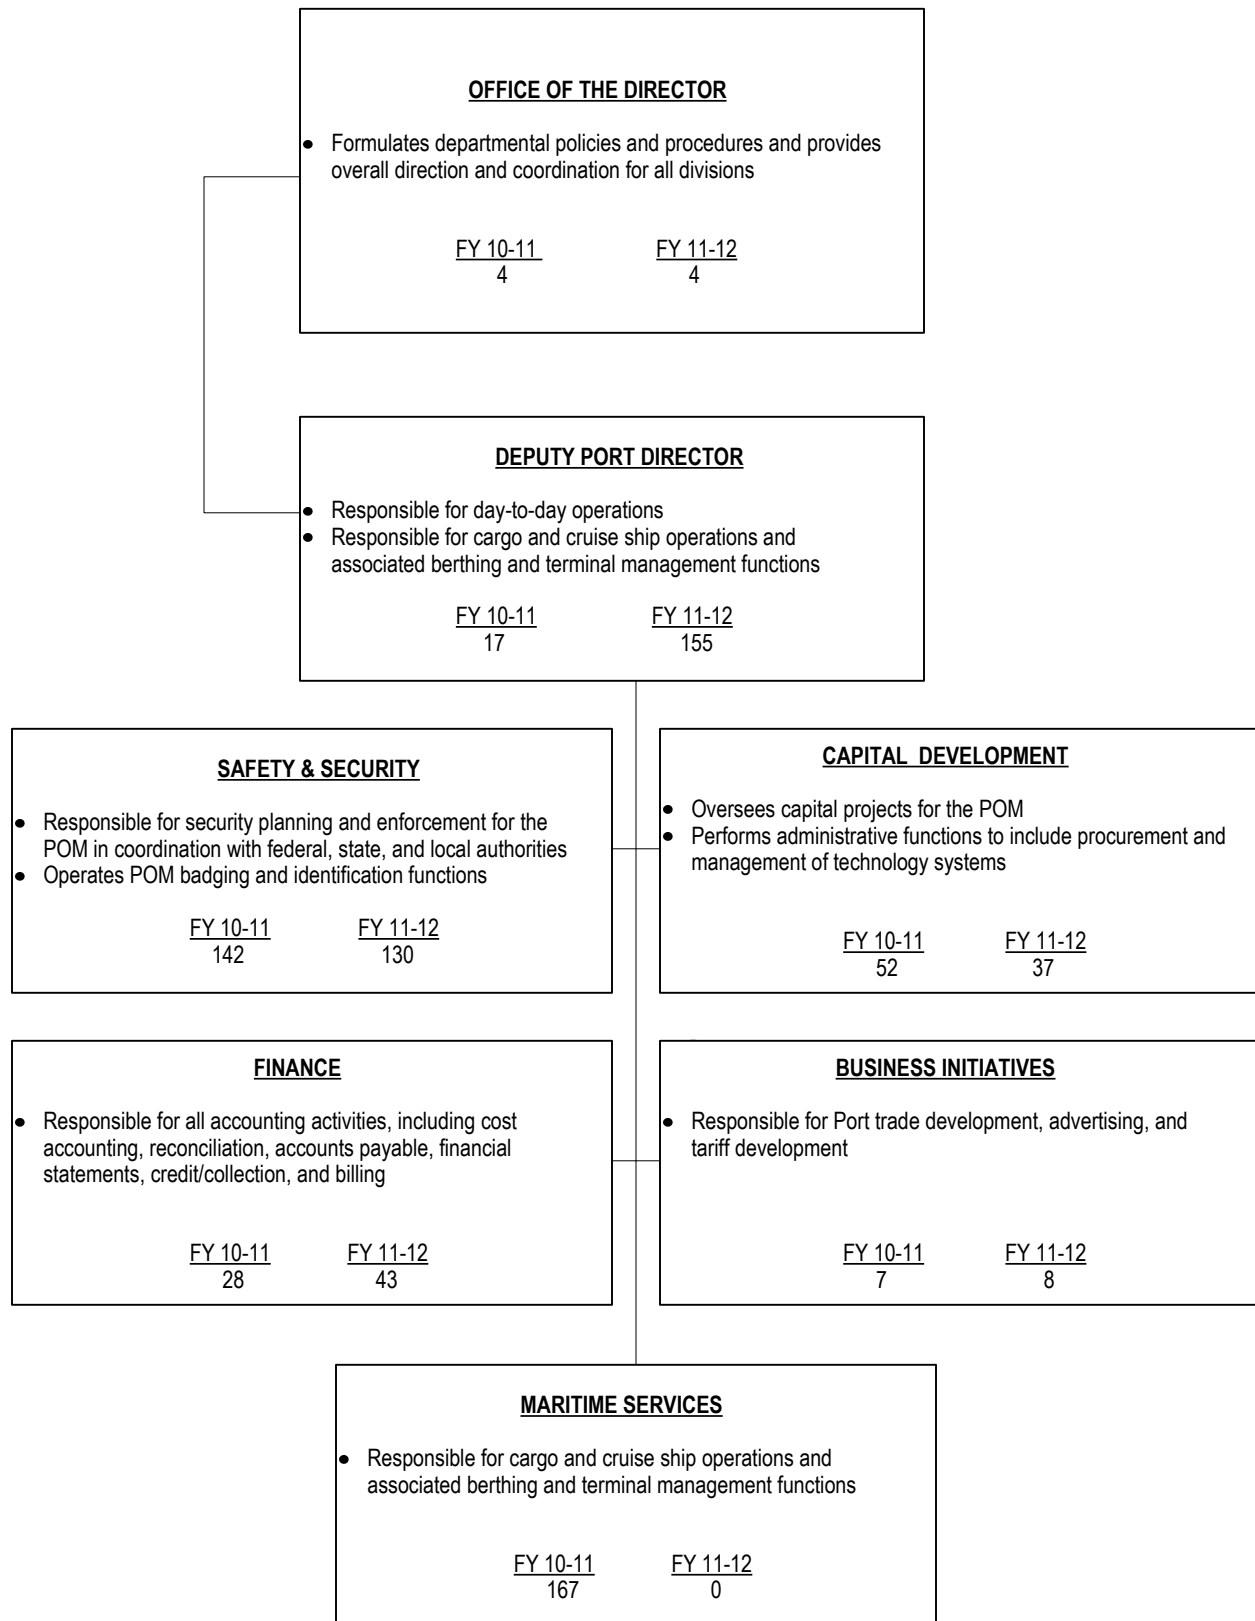 OFFICE OF THE DIRECTOR
● Formulates departmental policies and procedures and provides
overall direction and coordination for all divisions
FY 10-11 FY 11-12
4 4
DEPUTY PORT DIRECTOR
● Responsible for day-to-day operations
● Responsible for cargo and cruise ship operations and
associated berthing and terminal management functions
FY 10-11 FY 11-12
17 155
SAFETY & SECURITY
● Responsible for security planning and enforcement for the
POM in coordination with federal, state, and local authorities
● Operates POM badging and identification functions
FY 10-11 FY 11-12
142 130
CAPITAL DEVELOPMENT
● Oversees capital projects for the POM
● Performs administrative functions to include procurement and
management of technology systems
FY 10-11 FY 11-12
52 37
FINANCE
● Responsible for all accounting activities, including cost
accounting, reconciliation, accounts payable, financial
statements, credit/collection, and billing
FY 10-11 FY 11-12
28 43
BUSINESS INITIATIVES
● Responsible for Port trade development, advertising, and
tariff development
FY 10-11 FY 11-12
7 8
MARITIME SERVICES
● Responsible for cargo and cruise ship operations and
associated berthing and terminal management functions
FY 10-11 FY 11-12
167 0